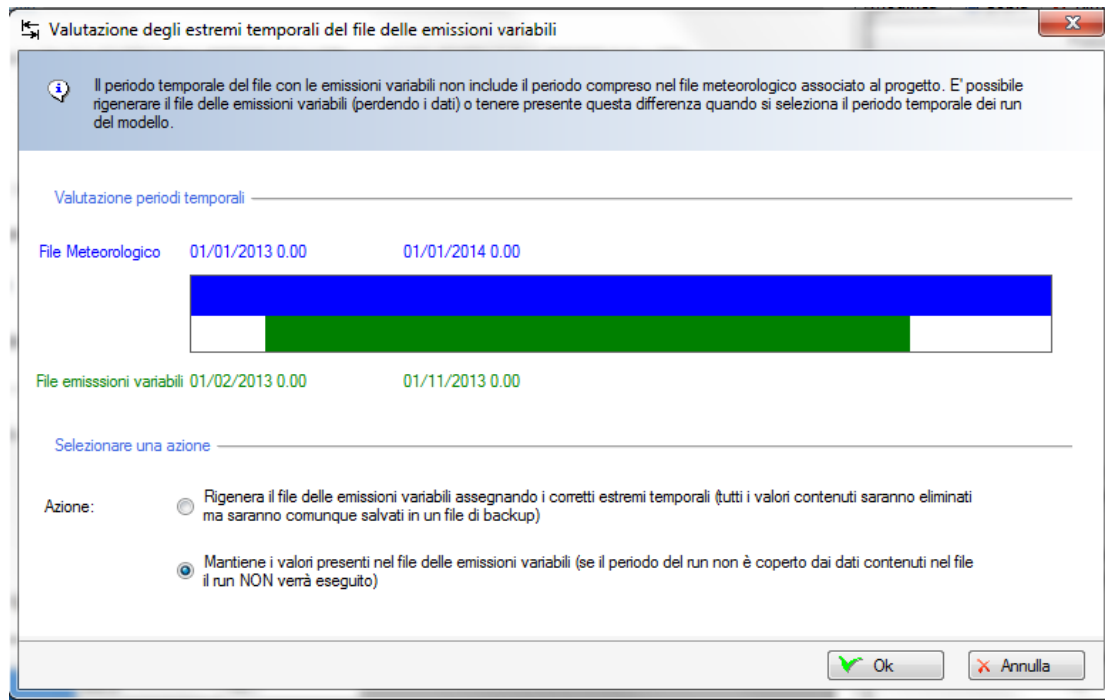 Valutazione degli estremi temporali del file delle emissioni variabili
Il periodo temporale del file con le emissioni variabili non include il periodo compreso nel file meteorologico associato al progetto. E' possibile
rigenerare il file delle emissioni variabili (perdendo i dati) o tenere presente questa differenza quando si seleziona il periodo temporale dei run
del modello.
Valutazione periodi temporali
File Meteorologico 01/01/2013 0.00 01/01/2014 0.00
File emisssioni variabili 01/02/2013 0.00 01/11/2013 0.00
Selezionare una azione
Azione:
Rigenera il file delle emissioni variabili assegnando i corretti estremi temporali (tutti i valori contenuti saranno eliminati
ma saranno comunque salvati in un file di backup)
Mantiene i valori presenti nel file delle emissioni variabili (se il periodo del run non è coperto dai dati contenuti nel file
il run NON verrà eseguito)
Ok Annulla